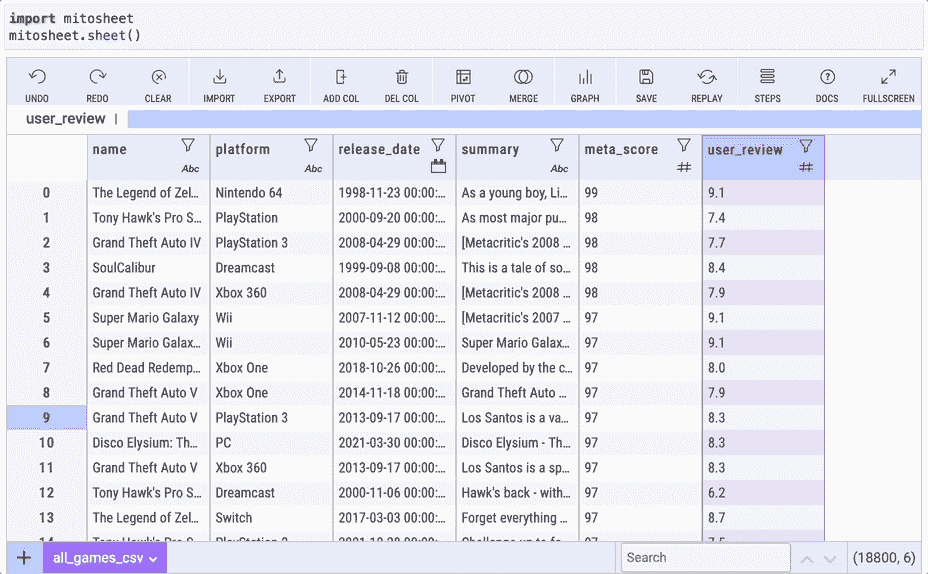 import mitosheet
mitosheet.sheet()
UNDO REDO CLEAR IMPORT EXPORT ADD COL DEL COL PIVOT MERGE GRAPH SAVE REPLAY STEPS DOCS FULLSCREEN
user_review
name platform release_date summary meta_score user_review
Abc Abc Abc
0 The Legend of Zel... Nintendo 64 1998-11-23 00:00:... As a young boy, Li... 99 9.1
1 Tony Hawk's Pro S... PlayStation 2000-09-20 00:00:... As most major pu... 98 7.4
2 Grand Theft Auto IV PlayStation 3 2008-04-29 00:00:... [Metacritic's 2008 ... 98 7.7
3 SoulCalibur Dreamcast 1999-09-08 00:00:... This is a tale of so... 98 8.4
4 Grand Theft Auto IV Xbox 360 2008-04-29 00:00:... [Metacritic's 2008 ... 98 7.9
5 Super Mario Galaxy Wii 2007-11-12 00:00:... [Metacritic's 2007 ... 97 9.1
6 Super Mario Galax... Wii 2010-05-23 00:00:... Super Mario Galax... 97 9.1
7 Red Dead Redemp... Xbox One 2018-10-26 00:00:... Developed by the c... 97 8.0
8 Grand Theft Auto V Xbox One 2014-11-18 00:00:... Grand Theft Auto ... 97 7.9
9 Grand Theft Auto V PlayStation 3 2013-09-17 00:00:... Los Santos is a va... 97 8.3
10 Disco Elysium: Th... PC 2021-03-30 00:00:... Disco Elysium - Th... 97 8.3
11 Grand Theft Auto V Xbox 360 2013-09-17 00:00:... Los Santos is a sp... 97 8.3
12 Tony Hawk's Pro S... Dreamcast 2000-11-06 00:00:... Hawk's back - with... 97 6.2
13 The Legend of Zel... Switch 2017-03-03 00:00:... Forget everything ... 97 8.7
+ all_games_csv Search (18800, 6)